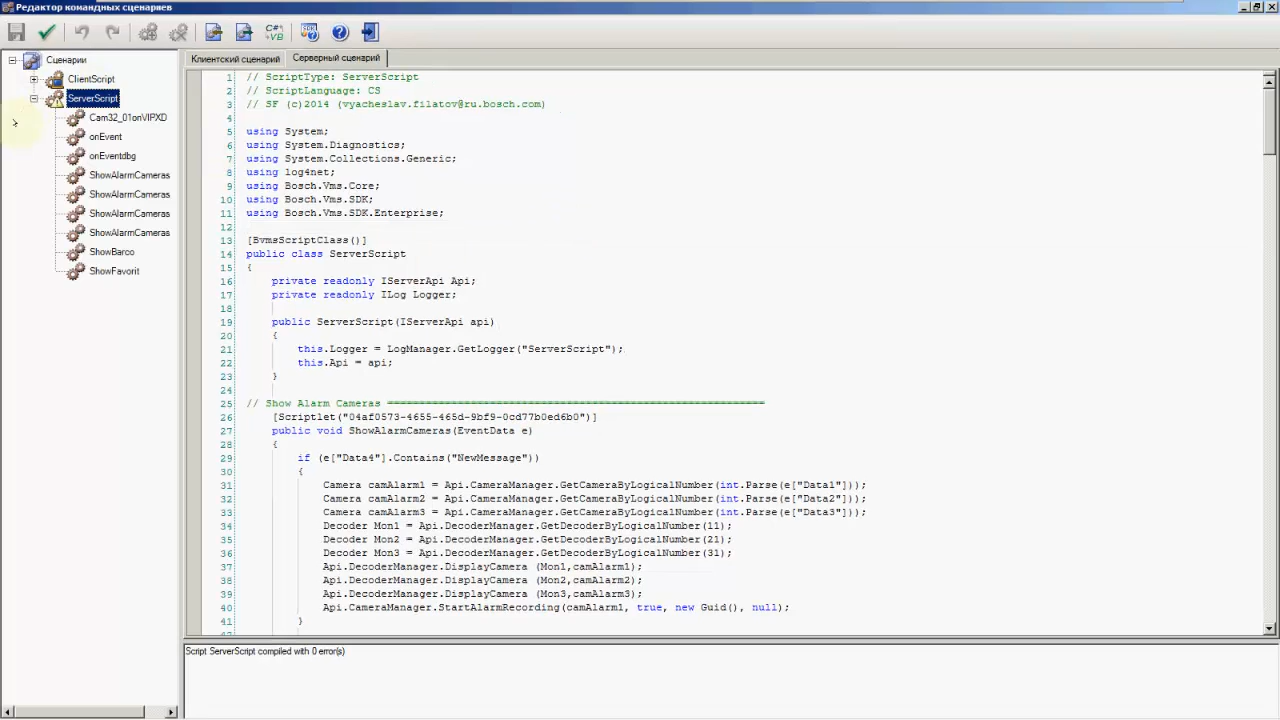 Редактор командных сценариев
C#
VB
Сценарии
ClientScript
ServerScript
Cam32_01onVIPXD
onEvent
onEventdbg
ShowAlarmCameras
ShowAlarmCameras
ShowAlarmCameras
ShowAlarmCameras
ShowBarco
ShowFavorit
Клиентский сценарий
Серверный сценарий
1 // ScriptType: ServerScript
2 // ScriptLanguage: CS
3 // SF (c)2014 (vyacheslav.filatov@ru.bosch.com)
4
5 using System;
6 using System.Diagnostics;
7 using System.Collections.Generic;
8 using log4net;
9 using Bosch.Vms.Core;
10 using Bosch.Vms.SDK;
11 using Bosch.Vms.SDK.Enterprise;
12
13 [BvmsScriptClass()]
14 public class ServerScript
15 {
16 private readonly IServerApi Api;
17 private readonly ILog Logger;
18
19 public ServerScript(IServerApi api)
20 {
21 this.Logger = LogManager.GetLogger("ServerScript");
22 this.Api = api;
23 }
24
25 // Show Alarm Cameras ===========================================================
26 [Scriptlet("04af0573-4655-465d-9bf9-0cd77b0ed6b0")]
27 public void ShowAlarmCameras(EventData e)
28 {
29 if (e["Data4"].Contains("NewMessage"))
30 {
31 Camera camAlarm1 = Api.CameraManager.GetCameraByLogicalNumber(int.Parse(e["Data1"]));
32 Camera camAlarm2 = Api.CameraManager.GetCameraByLogicalNumber(int.Parse(e["Data2"]));
33 Camera camAlarm3 = Api.CameraManager.GetCameraByLogicalNumber(int.Parse(e["Data3"]));
34 Decoder Mon1 = Api.DecoderManager.GetDecoderByLogicalNumber(11);
35 Decoder Mon2 = Api.DecoderManager.GetDecoderByLogicalNumber(21);
36 Decoder Mon3 = Api.DecoderManager.GetDecoderByLogicalNumber(31);
37 Api.DecoderManager.DisplayCamera (Mon1,camAlarm1);
38 Api.DecoderManager.DisplayCamera (Mon2,camAlarm2);
39 Api.DecoderManager.DisplayCamera (Mon3,camAlarm3);
40 Api.CameraManager.StartAlarmRecording(camAlarm1, true, new Guid(), null);
41 }
Script ServerScript compiled with 0 error(s)